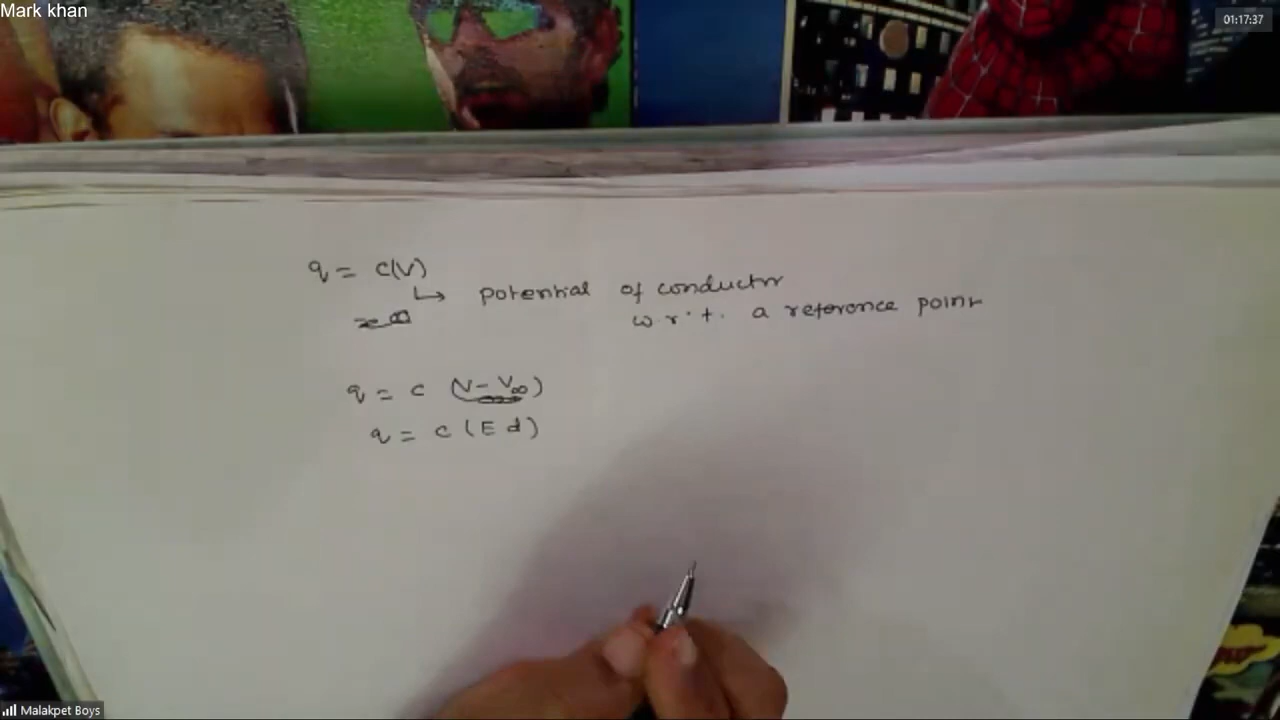 Mark khan
01:17:37
q = c(V)
↳ potential of conductor
w.r.t. a reference point
= ∞
q = c (V - V∞)
q = c (E d)
Malakpet Boys